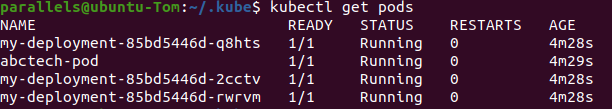 parallels@ubuntu-Tom:~/.kube$ kubectl get pods
NAME READY STATUS RESTARTS AGE
my-deployment-85bd5446d-q8hts 1/1 Running 0 4m28s
abctech-pod 1/1 Running 0 4m29s
my-deployment-85bd5446d-2cctv 1/1 Running 0 4m28s
my-deployment-85bd5446d-rwrvm 1/1 Running 0 4m28s